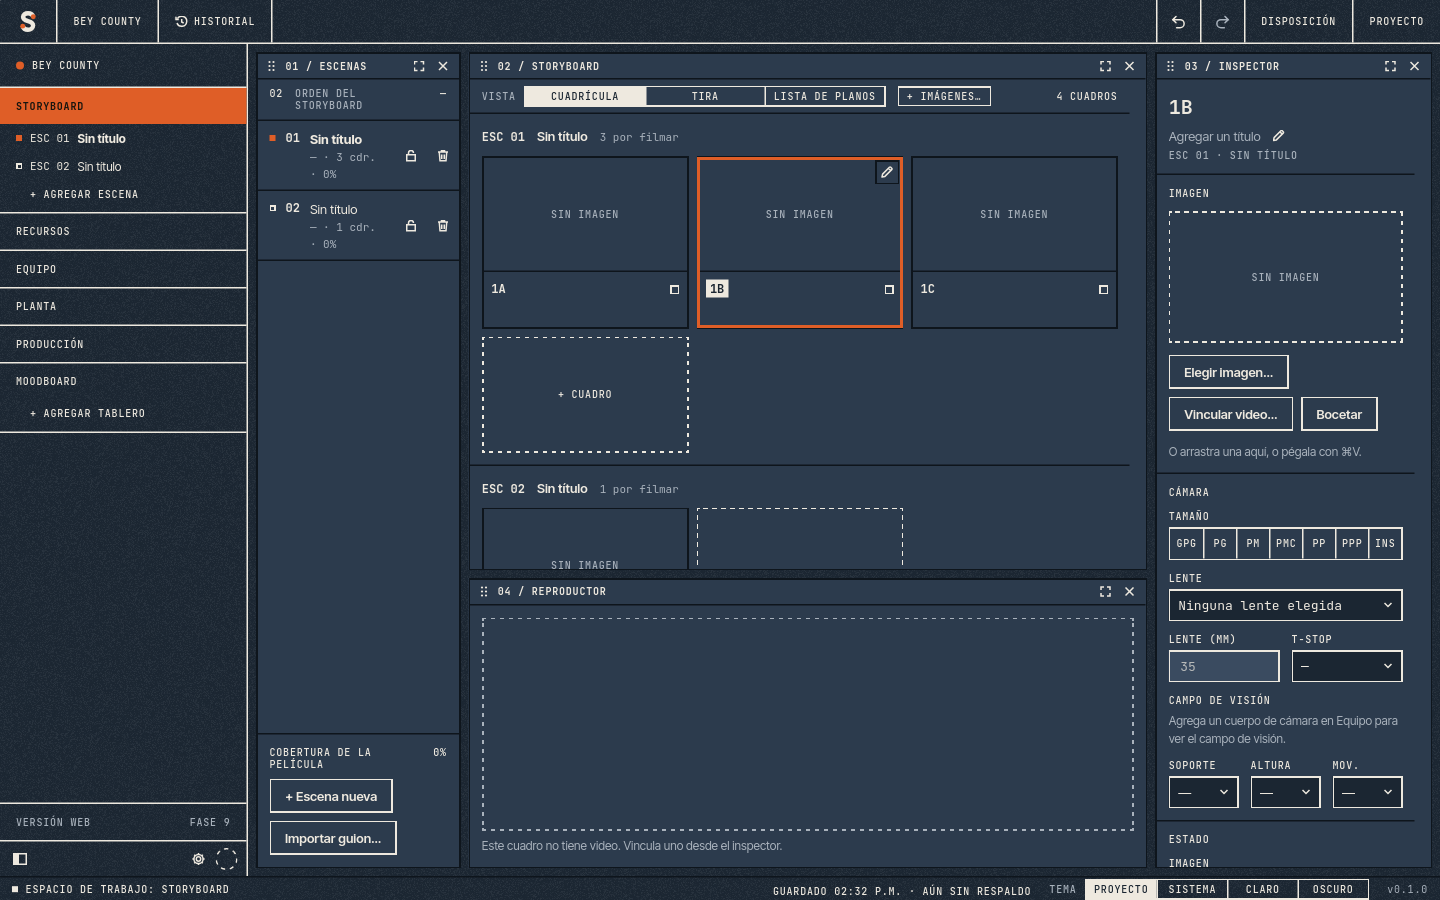 S
BEY COUNTY
HISTORIAL
DISPOSICIÓN
PROYECTO
BEY COUNTY
STORYBOARD
ESC 01 Sin título
ESC 02 Sin título
+ AGREGAR ESCENA
RECURSOS
EQUIPO
PLANTA
PRODUCCIÓN
MOODBOARD
+ AGREGAR TABLERO
VERSIÓN WEB
FASE 9
01 / ESCENAS
02 ORDEN DEL
STORYBOARD
—
01 Sin título
— · 3 cdr.
· 0%
02 Sin título
— · 1 cdr.
· 0%
COBERTURA DE LA
PELÍCULA
0%
+ Escena nueva
Importar guion…
02 / STORYBOARD
VISTA
CUADRÍCULA
TIRA
LISTA DE PLANOS
+ IMÁGENES…
4 CUADROS
ESC 01 Sin título 3 por filmar
SIN IMAGEN
SIN IMAGEN
SIN IMAGEN
1A
1B
1C
+ CUADRO
ESC 02 Sin título 1 por filmar
SIN IMAGEN
04 / REPRODUCTOR
Este cuadro no tiene video. Vincula uno desde el inspector.
03 / INSPECTOR
1B
Agregar un título
ESC 01 · SIN TÍTULO
IMAGEN
SIN IMAGEN
Elegir imagen…
Vincular video…
Bocetar
O arrastra una aquí, o pégala con ⌘V.
CÁMARA
TAMAÑO
GPG PG PM PMC PP PPP INS
LENTE
Ninguna lente elegida
LENTE (MM)
T-STOP
35
—
CAMPO DE VISIÓN
Agrega un cuerpo de cámara en Equipo para
ver el campo de visión.
SOPORTE
ALTURA
MOV.
—
—
—
ESTADO
IMAGEN
ESPACIO DE TRABAJO: STORYBOARD
GUARDADO 02:32 P.M. · AÚN SIN RESPALDO
TEMA
PROYECTO
SISTEMA
CLARO
OSCURO
v0.1.0